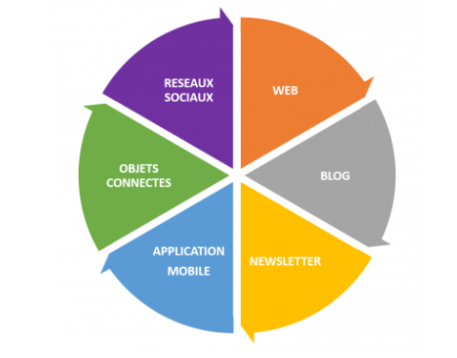 RESEAUX
SOCIAUX
WEB
OBJETS
CONNECTES
BLOG
APPLICATION
MOBILE
NEWSLETTER